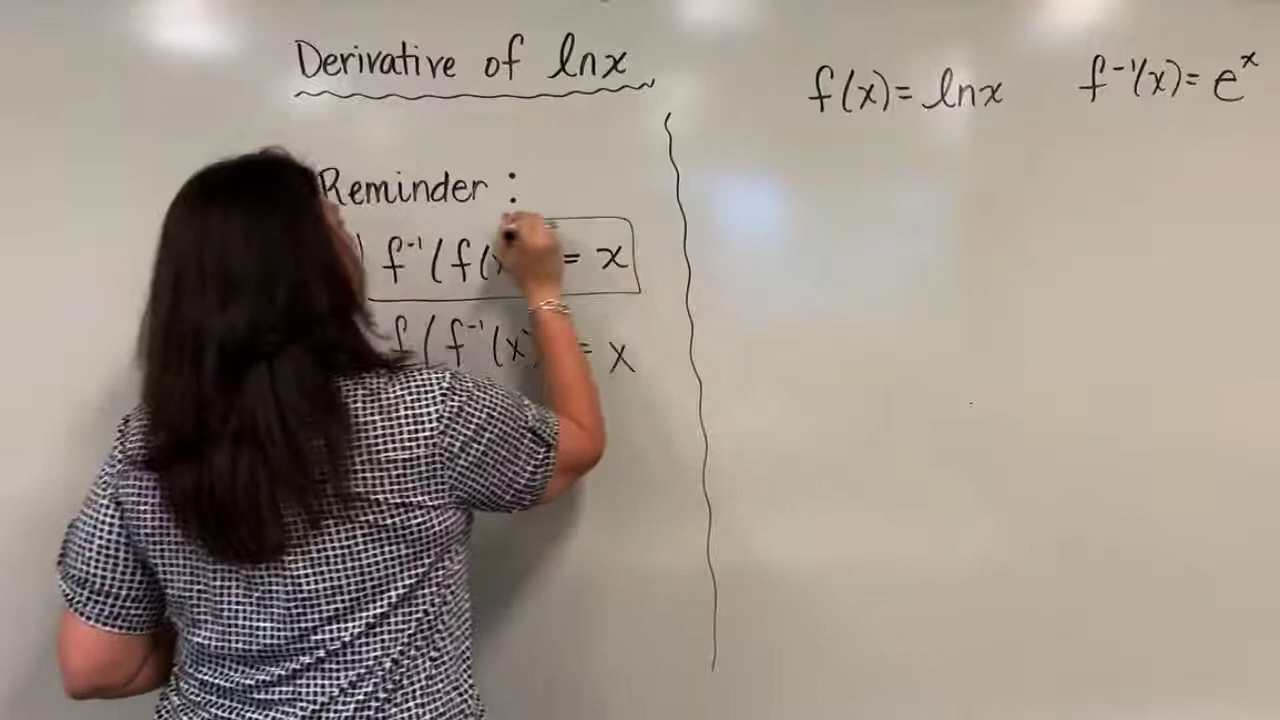 Derivative of lnx
Reminder :
) f⁻¹(f(x = x
f(f⁻¹(x) = x
f(x) = lnx f⁻¹(x) = eˣ